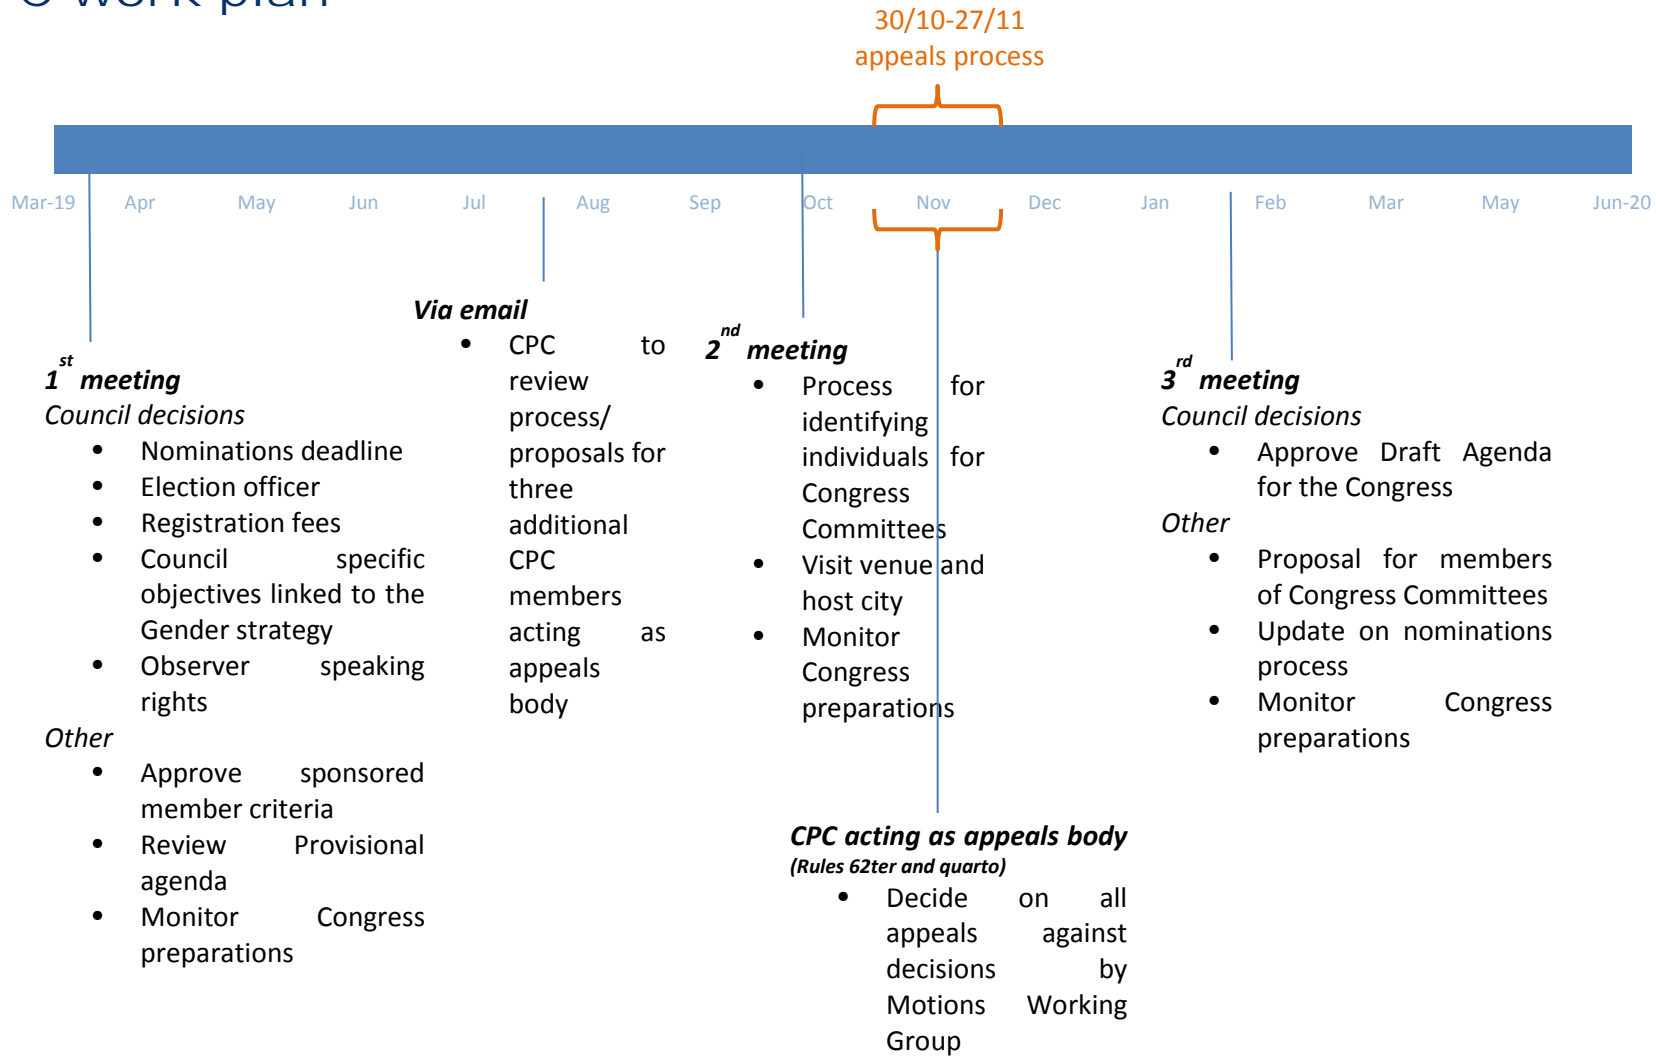 work plan
30/10-27/11
appeals process
Mar-19 Apr May Jun Jul Aug Sep Oct Nov Dec Jan Feb Mar May Jun-20
1st meeting
Council decisions
• Nominations deadline
• Election officer
• Registration fees
• Council specific
objectives linked to the
Gender strategy
• Observer speaking
rights
Other
• Approve sponsored
member criteria
• Review Provisional
agenda
• Monitor Congress
preparations
Via email
• CPC to
review
process/
proposals for
three
additional
CPC
members
acting as
appeals
body
2nd meeting
• Process for
identifying
individuals for
Congress
Committees
• Visit venue and
host city
• Monitor
Congress
preparations
CPC acting as appeals body
(Rules 62ter and quarto)
• Decide on all
appeals against
decisions by
Motions Working
Group
3rd meeting
Council decisions
• Approve Draft Agenda
for the Congress
Other
• Proposal for members
of Congress Committees
• Update on nominations
process
• Monitor Congress
preparations